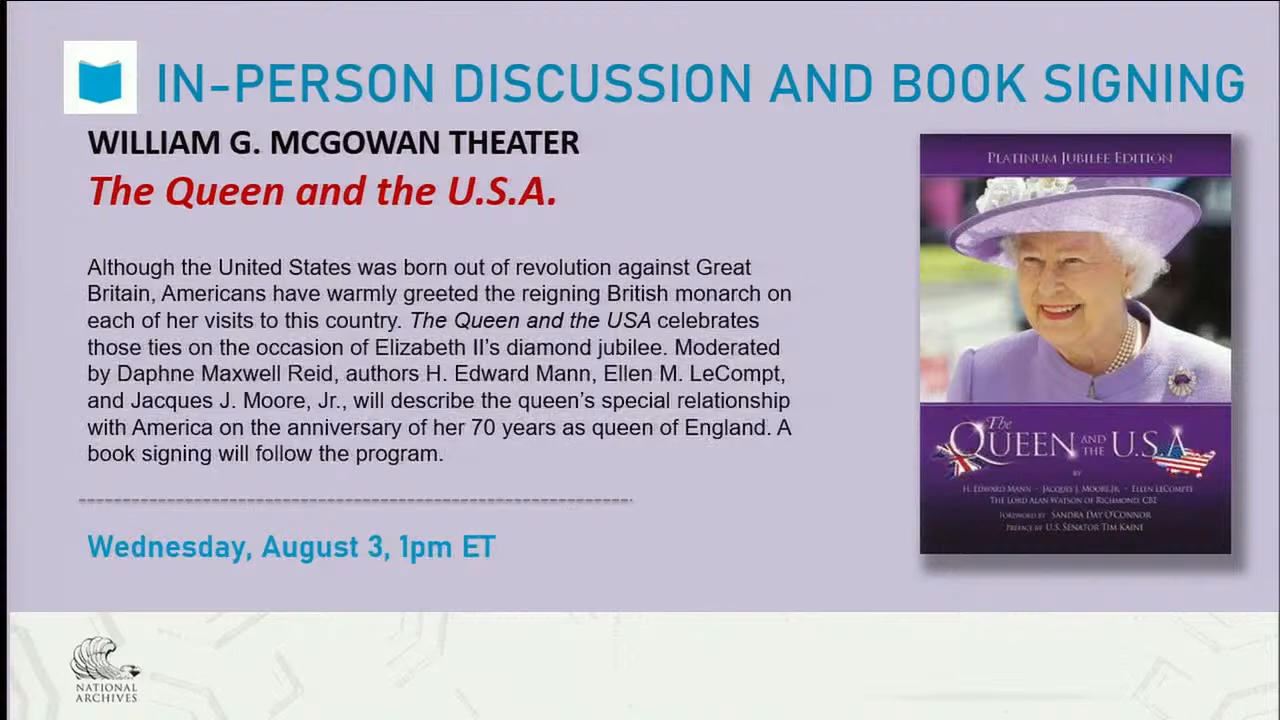 IN-PERSON DISCUSSION AND BOOK SIGNING
WILLIAM G. MCGOWAN THEATER
The Queen and the U.S.A.
Although the United States was born out of revolution against Great
Britain, Americans have warmly greeted the reigning British monarch on
each of her visits to this country. The Queen and the USA celebrates
those ties on the occasion of Elizabeth II's diamond jubilee. Moderated
by Daphne Maxwell Reid, authors H. Edward Mann, Ellen M. LeCompt,
and Jacques J. Moore, Jr., will describe the queen's special relationship
with America on the anniversary of her 70 years as queen of England. A
book signing will follow the program.
Wednesday, August 3, 1pm ET
PLATINUM JUBILEE EDITION
The
QUEEN AND THE U.S.A.
BY
H. EDWARD MANN - JACQUES J. MOORE, JR. - ELLEN LECOMPTE
THE LORD ALAN WATSON OF RICHMOND, CBE
FOREWORD BY SANDRA DAY O'CONNOR
PREFACE BY U.S. SENATOR TIM KAINE
NATIONAL
ARCHIVES